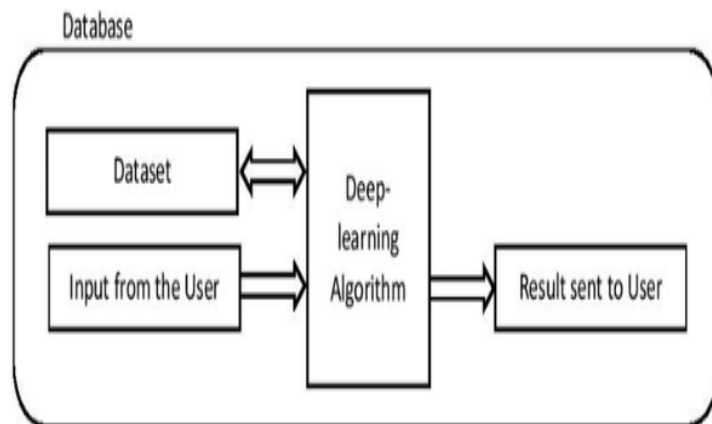 Database
Dataset
Deep-
learning
Algorithm
Input from the User
Result sent to User